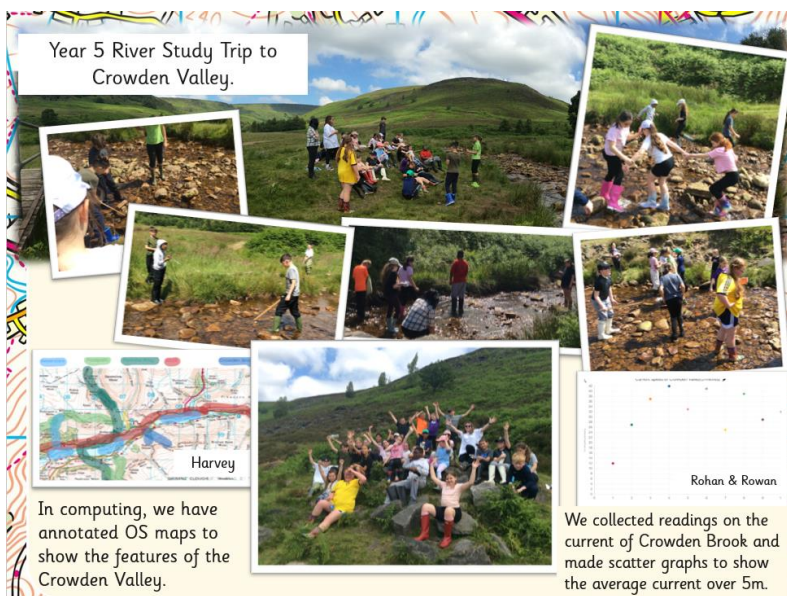 Year 5 River Study Trip to
Crowden Valley.
Harvey
In computing, we have
annotated OS maps to
show the features of the
Crowden Valley.
Rohan & Rowan
We collected readings on the
current of Crowden Brook and
made scatter graphs to show
the average current over 5m.